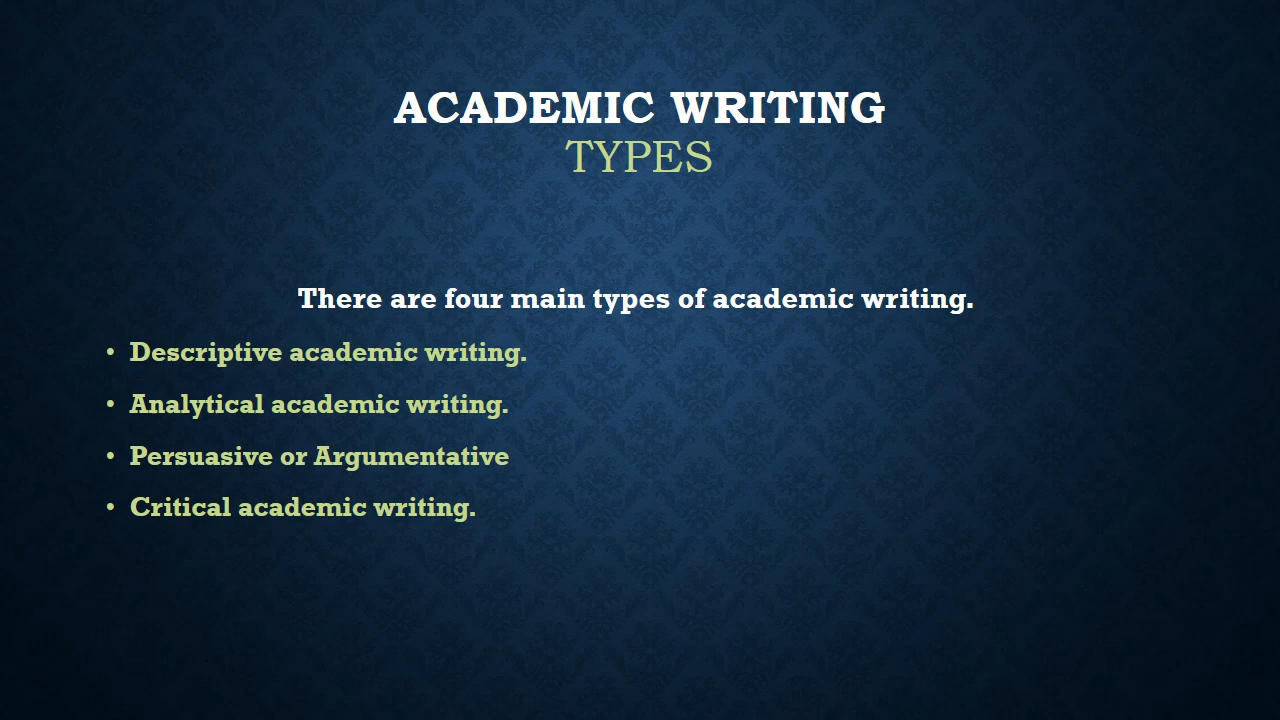 ACADEMIC WRITING
TYPES
There are four main types of academic writing.
• Descriptive academic writing.
• Analytical academic writing.
• Persuasive or Argumentative
• Critical academic writing.